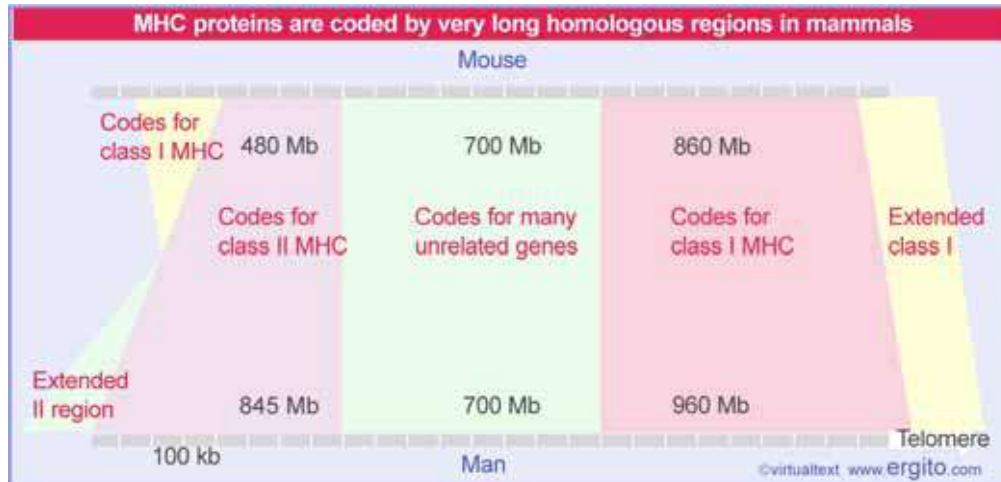 MHC proteins are coded by very long homologous regions in mammals
Mouse
Codes for
class I MHC
480 Mb
700 Mb
860 Mb
Codes for
class II MHC
Codes for many
unrelated genes
Codes for
class I MHC
Extended
class I
Extended
II region
845 Mb
700 Mb
960 Mb
Telomere
100 kb
Man
©virtualtext www.ergito.com